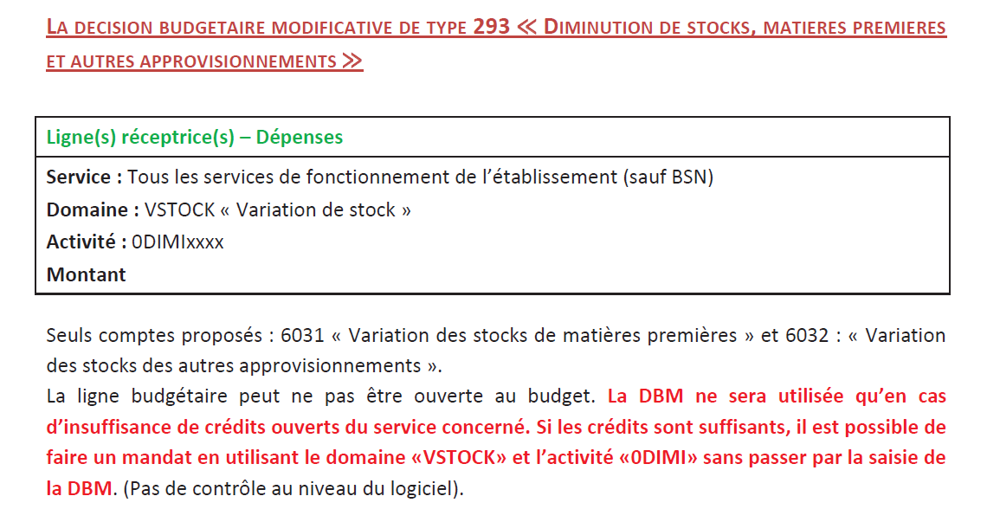 LA DECISION BUDGETAIRE MODIFICATIVE DE TYPE 293 « DIMINUTION DE STOCKS, MATIERES PREMIERES
ET AUTRES APPROVISIONNEMENTS »
Ligne(s) réceptrice(s) – Dépenses
Service : Tous les services de fonctionnement de l’établissement (sauf BSN)
Domaine : VSTOCK « Variation de stock »
Activité : 0DIMIxxxx
Montant
Seuls comptes proposés : 6031 « Variation des stocks de matières premières » et 6032 : « Variation
des stocks des autres approvisionnements ».
La ligne budgétaire peut ne pas être ouverte au budget. La DBM ne sera utilisée qu’en cas
d’insuffisance de crédits ouverts du service concerné. Si les crédits sont suffisants, il est possible de
faire un mandat en utilisant le domaine «VSTOCK» et l’activité «0DIMI» sans passer par la saisie de
la DBM. (Pas de contrôle au niveau du logiciel).